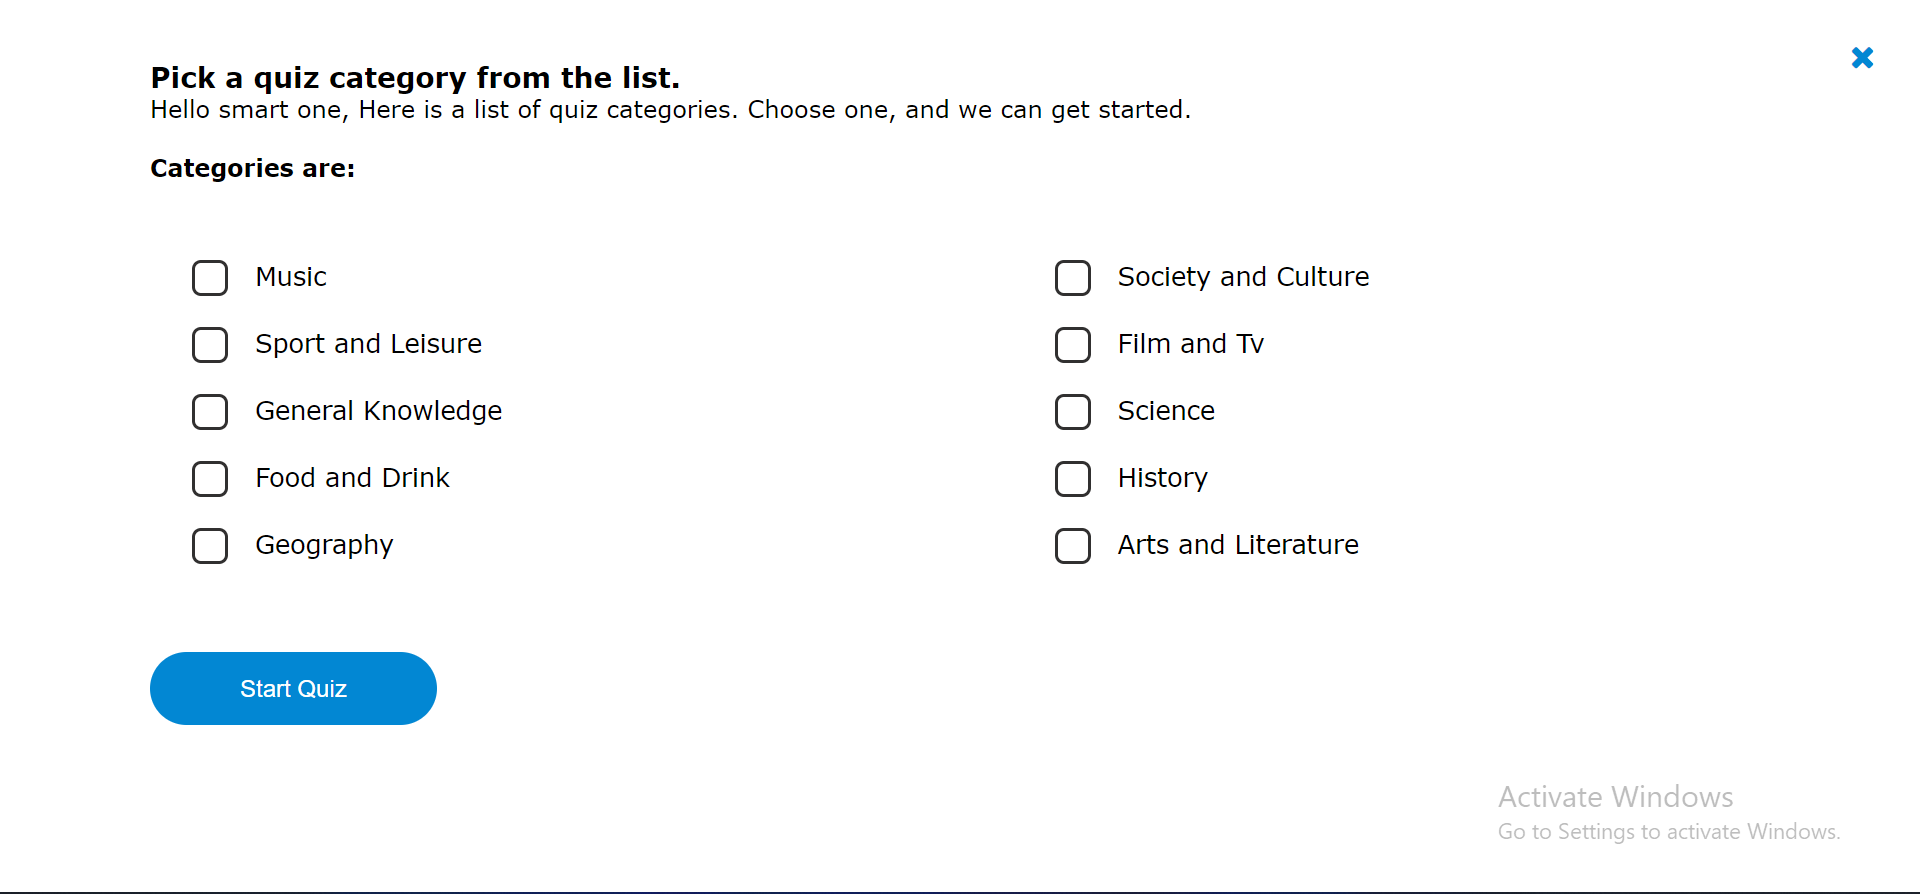 Pick a quiz category from the list.
Hello smart one, Here is a list of quiz categories. Choose one, and we can get started.
Categories are:
Music
Sport and Leisure
General Knowledge
Food and Drink
Geography
Society and Culture
Film and Tv
Science
History
Arts and Literature
Start Quiz
Activate Windows
Go to Settings to activate Windows.